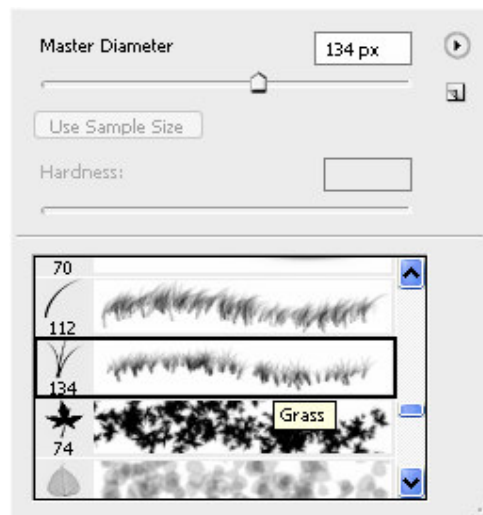 Master Diameter 134 px
Use Sample Size
Hardness:
70
112
134
Grass
74